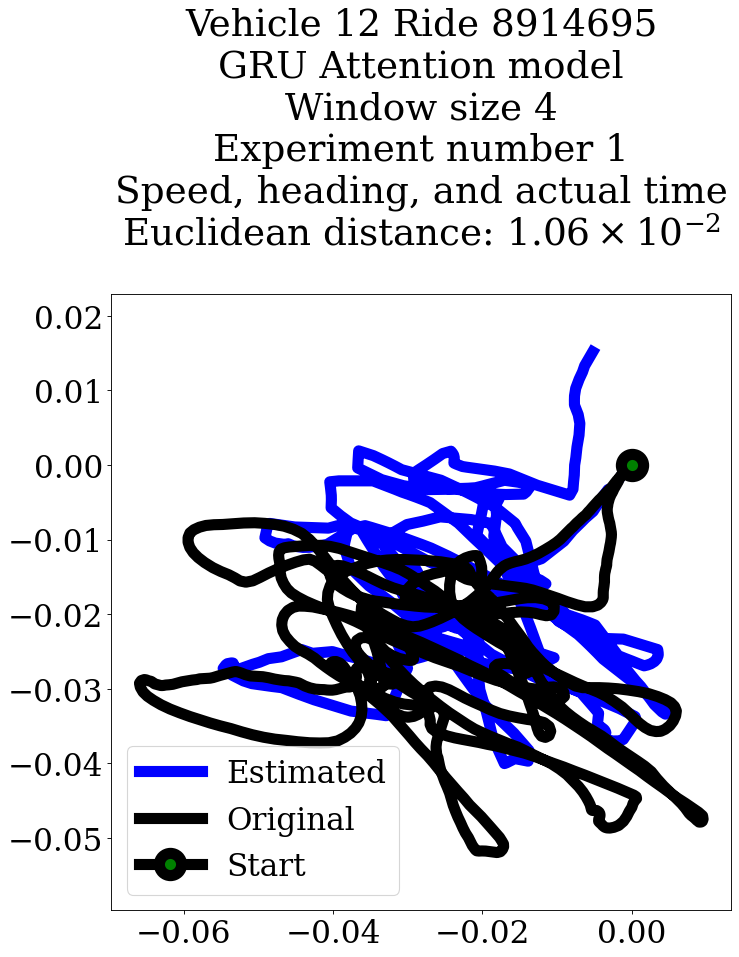 Vehicle 12 Ride 8914695
GRU Attention model
Window size 4
Experiment number 1
Speed, heading, and actual time
Euclidean distance: 1.06 × 10⁻²
0.02
0.01
0.00
−0.01
−0.02
−0.03
−0.04
−0.05
Estimated
Original
Start
−0.06 −0.04 −0.02 0.00